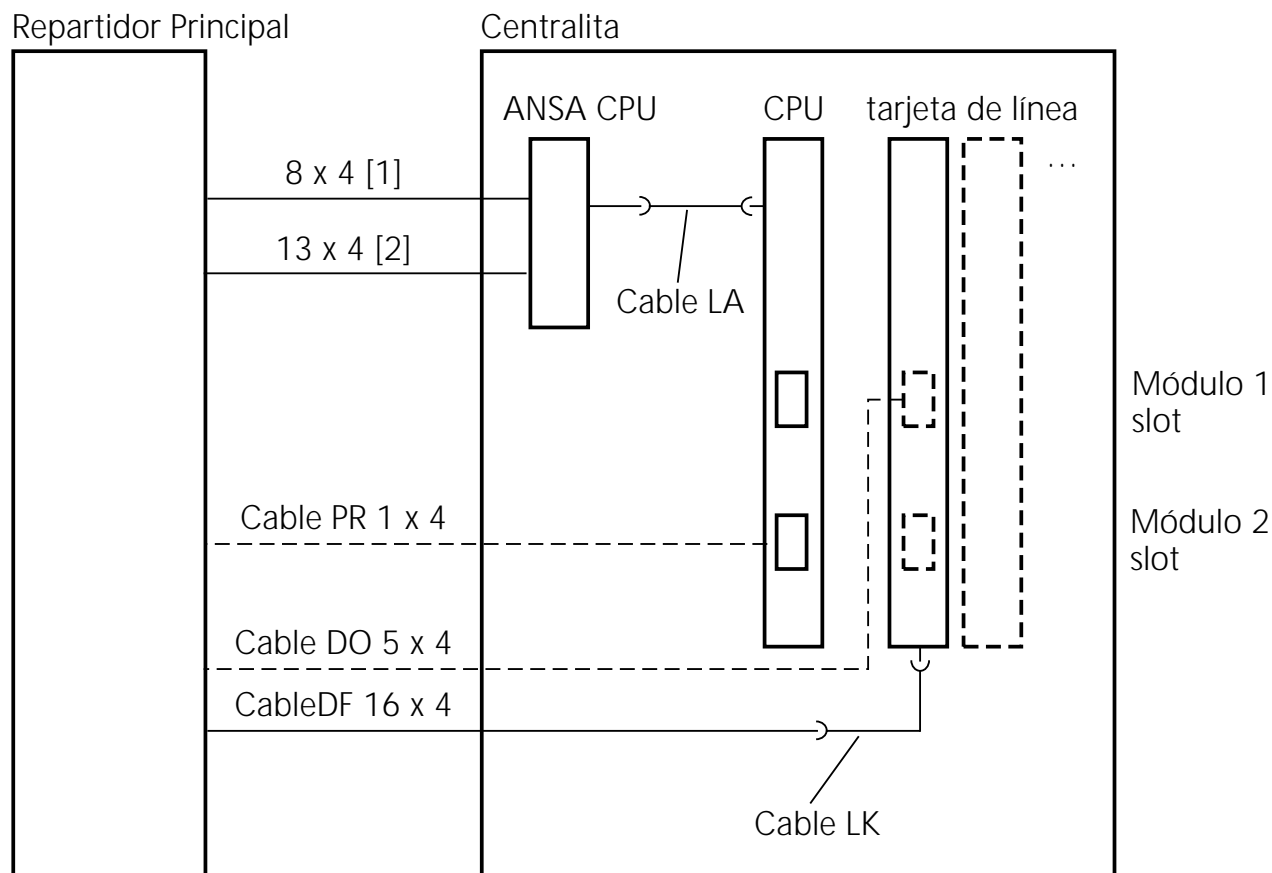 Repartidor Principal
Centralita
ANSA CPU
CPU
tarjeta de línea
8 x 4 [1]
...
13 x 4 [2]
Cable LA
Módulo 1
slot
Cable PR 1 x 4
Módulo 2
slot
Cable DO 5 x 4
CableDF 16 x 4
Cable LK